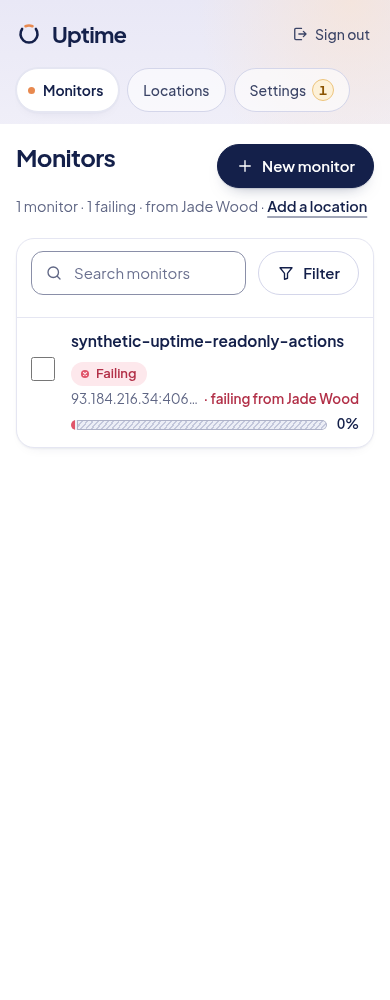 Uptime
Sign out
Monitors
Locations
Settings 1
Monitors
New monitor
1 monitor · 1 failing · from Jade Wood · Add a location
Search monitors
Filter
synthetic-uptime-readonly-actions
Failing
93.184.216.34:406… · failing from Jade Wood
0%